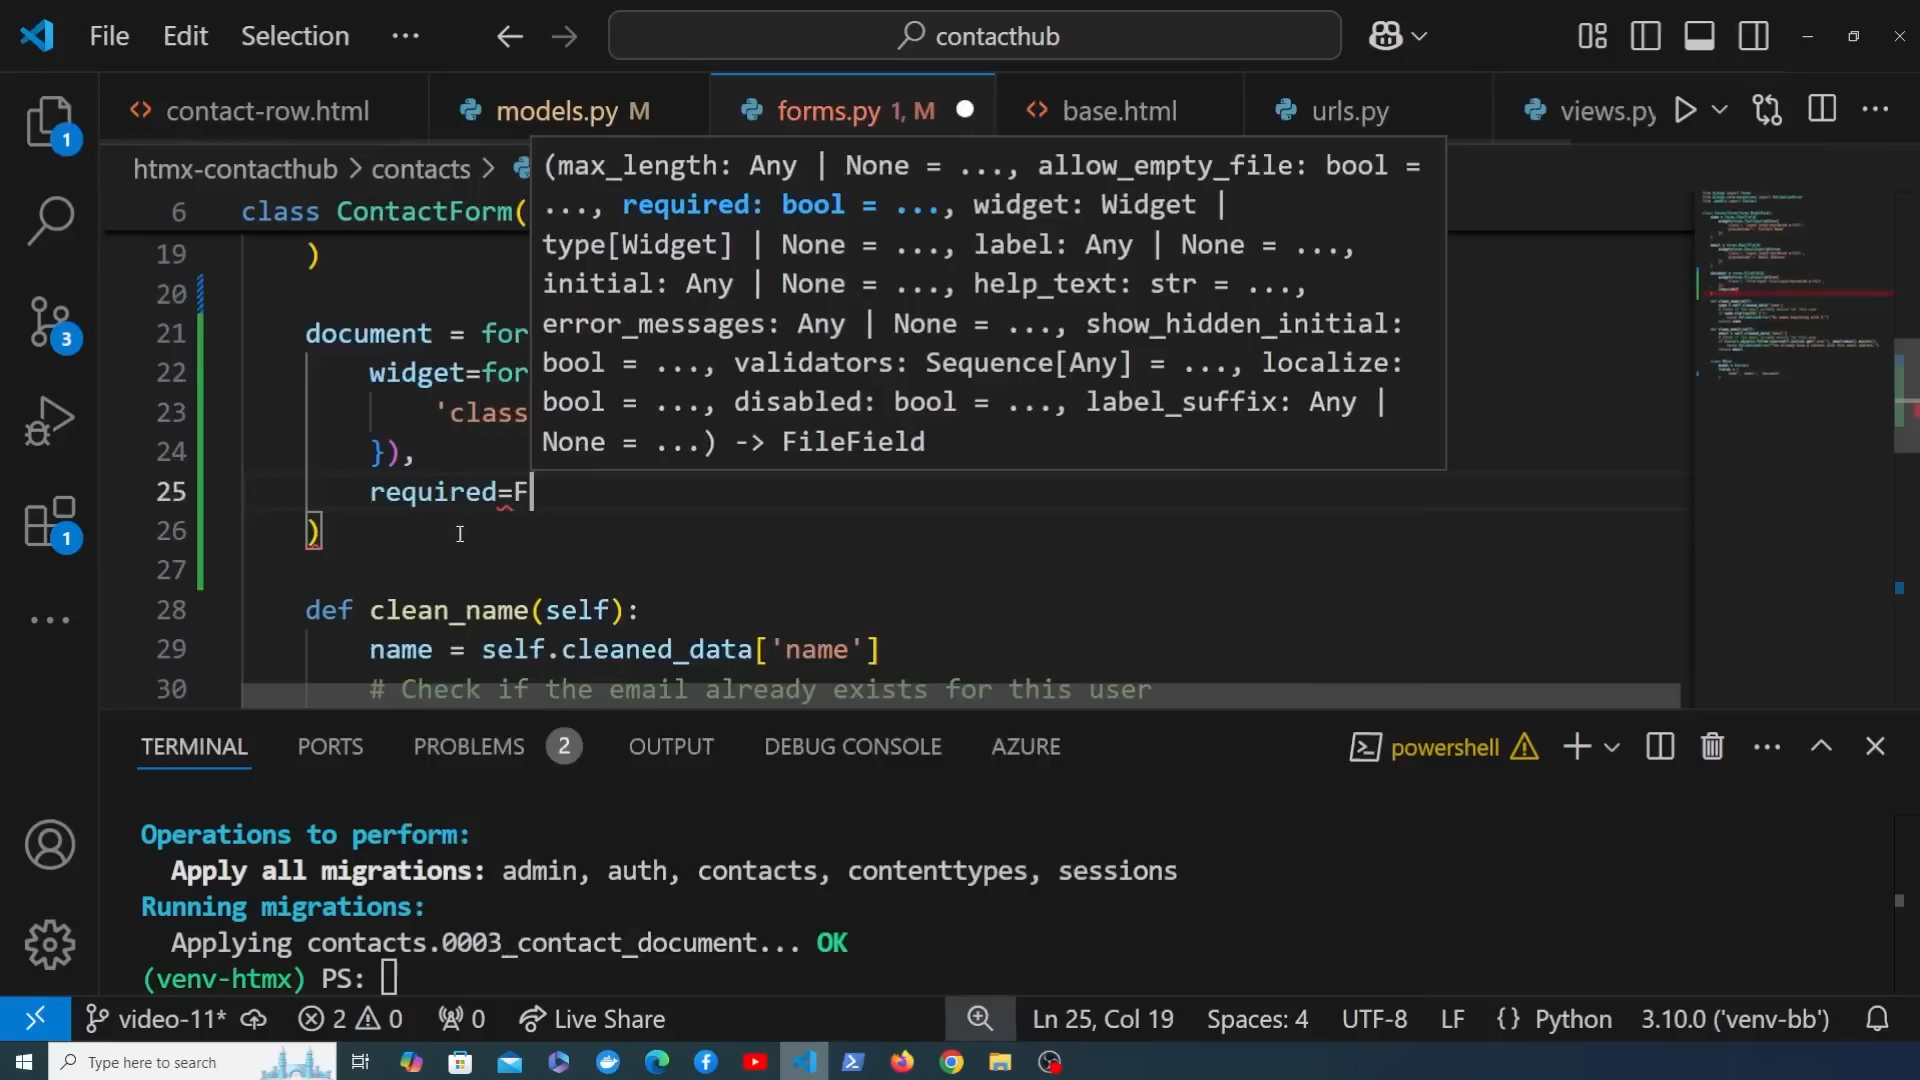 File Edit Selection ··· contacthub
contact-row.html models.py M forms.py 1, M base.html urls.py views.py
htmx-contacthub > contacts >
6 class ContactForm(
19 )
20
21 document = for
22 widget=for
23 'class
24 }),
25 required=F
26 )
27
28 def clean_name(self):
29 name = self.cleaned_data['name']
30 # Check if the email already exists for this user
(max_length: Any | None = ..., allow_empty_file: bool =
..., required: bool = ..., widget: Widget |
type[Widget] | None = ..., label: Any | None = ...,
initial: Any | None = ..., help_text: str = ...,
error_messages: Any | None = ..., show_hidden_initial:
bool = ..., validators: Sequence[Any] = ..., localize:
bool = ..., disabled: bool = ..., label_suffix: Any |
None = ...) -> FileField
1
3
1
TERMINAL PORTS PROBLEMS 2 OUTPUT DEBUG CONSOLE AZURE powershell
Operations to perform:
Apply all migrations: admin, auth, contacts, contenttypes, sessions
Running migrations:
Applying contacts.0003_contact_document... OK
(venv-htmx) PS:
video-11* 2 0 0 Live Share Ln 25, Col 19 Spaces: 4 UTF-8 LF {} Python 3.10.0 ('venv-bb')
Type here to search